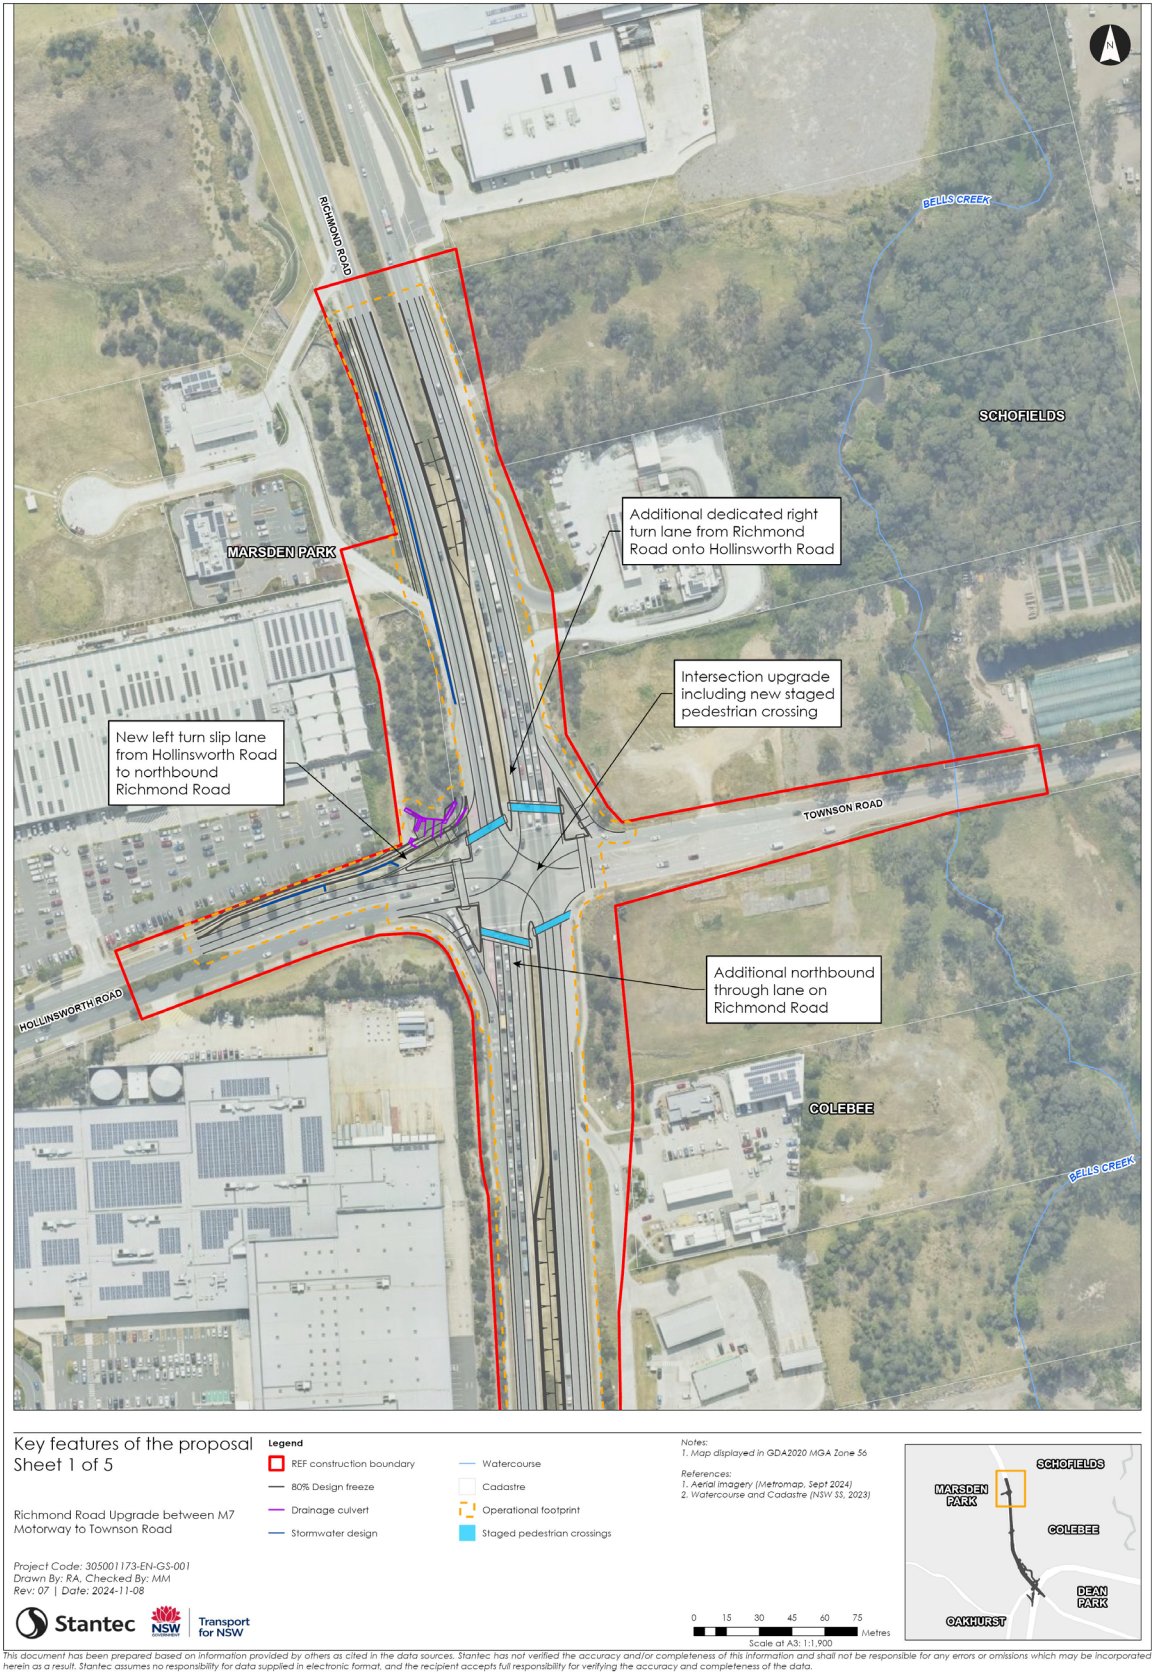 N
RICHMOND ROAD
BELLS CREEK
SCHOFIELDS
Additional dedicated right
turn lane from Richmond
Road onto Hollinsworth Road
MARSDEN PARK
Intersection upgrade
including new staged
pedestrian crossing
New left turn slip lane
from Hollinsworth Road
to northbound
Richmond Road
TOWNSON ROAD
Additional northbound
through lane on
Richmond Road
HOLLINSWORTH ROAD
COLEBEE
BELLS CREEK
Key features of the proposal
Sheet 1 of 5
Richmond Road Upgrade between M7
Motorway to Townson Road
Project Code: 305001173-EN-GS-001
Drawn By: RA, Checked By: MM
Rev: 07 | Date: 2024-11-08
Stantec
NSW
GOVERNMENT
Transport
for NSW
Legend
REF construction boundary
80% Design freeze
Drainage culvert
Stormwater design
Watercourse
Cadastre
Operational footprint
Staged pedestrian crossings
Notes:
1. Map displayed in GDA2020 MGA Zone 56
References:
1. Aerial imagery (Metromap, Sept 2024)
2. Watercourse and Cadastre (NSW SS, 2023)
0 15 30 45 60 75
Metres
Scale at A3: 1:1,900
SCHOFIELDS
MARSDEN
PARK
COLEBEE
DEAN
PARK
OAKHURST
This document has been prepared based on information provided by others as cited in the data sources. Stantec has not verified the accuracy and/or completeness of this information and shall not be responsible for any errors or omissions which may be incorporated
herein as a result. Stantec assumes no responsibility for data supplied in electronic format, and the recipient accepts full responsibility for verifying the accuracy and completeness of the data.